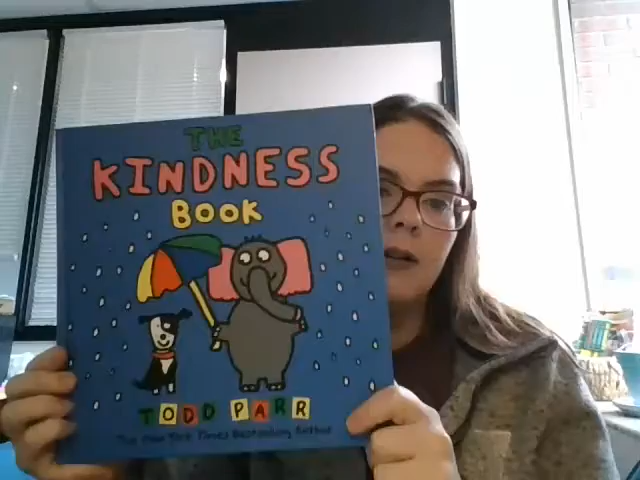 THE
KINDNESS
BOOK
TODD PARR
The New York Times Bestselling Author